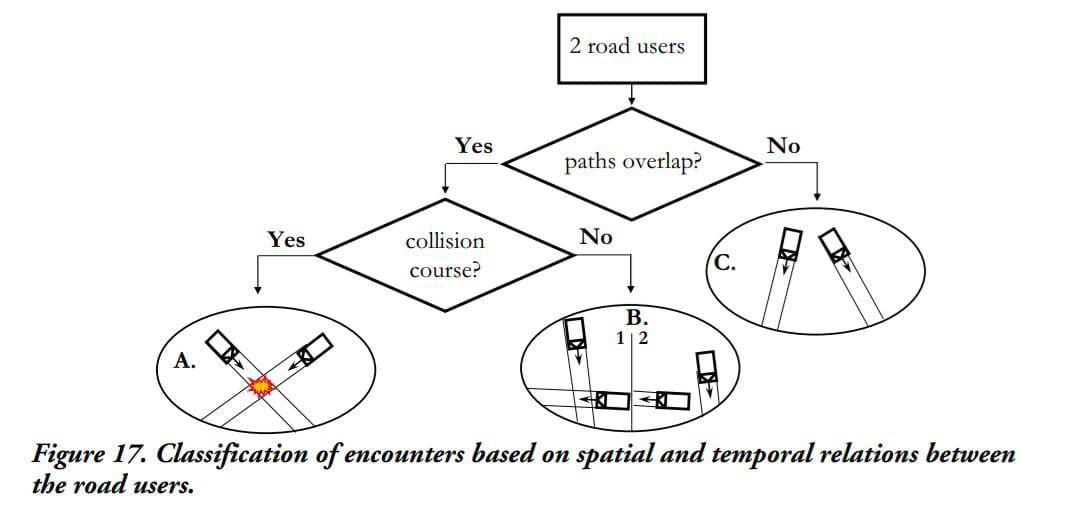 2 road users
Yes
No
paths overlap?
Yes
collision
course?
No
C.
B.
1 2
A.
Figure 17. Classification of encounters based on spatial and temporal relations between
the road users.